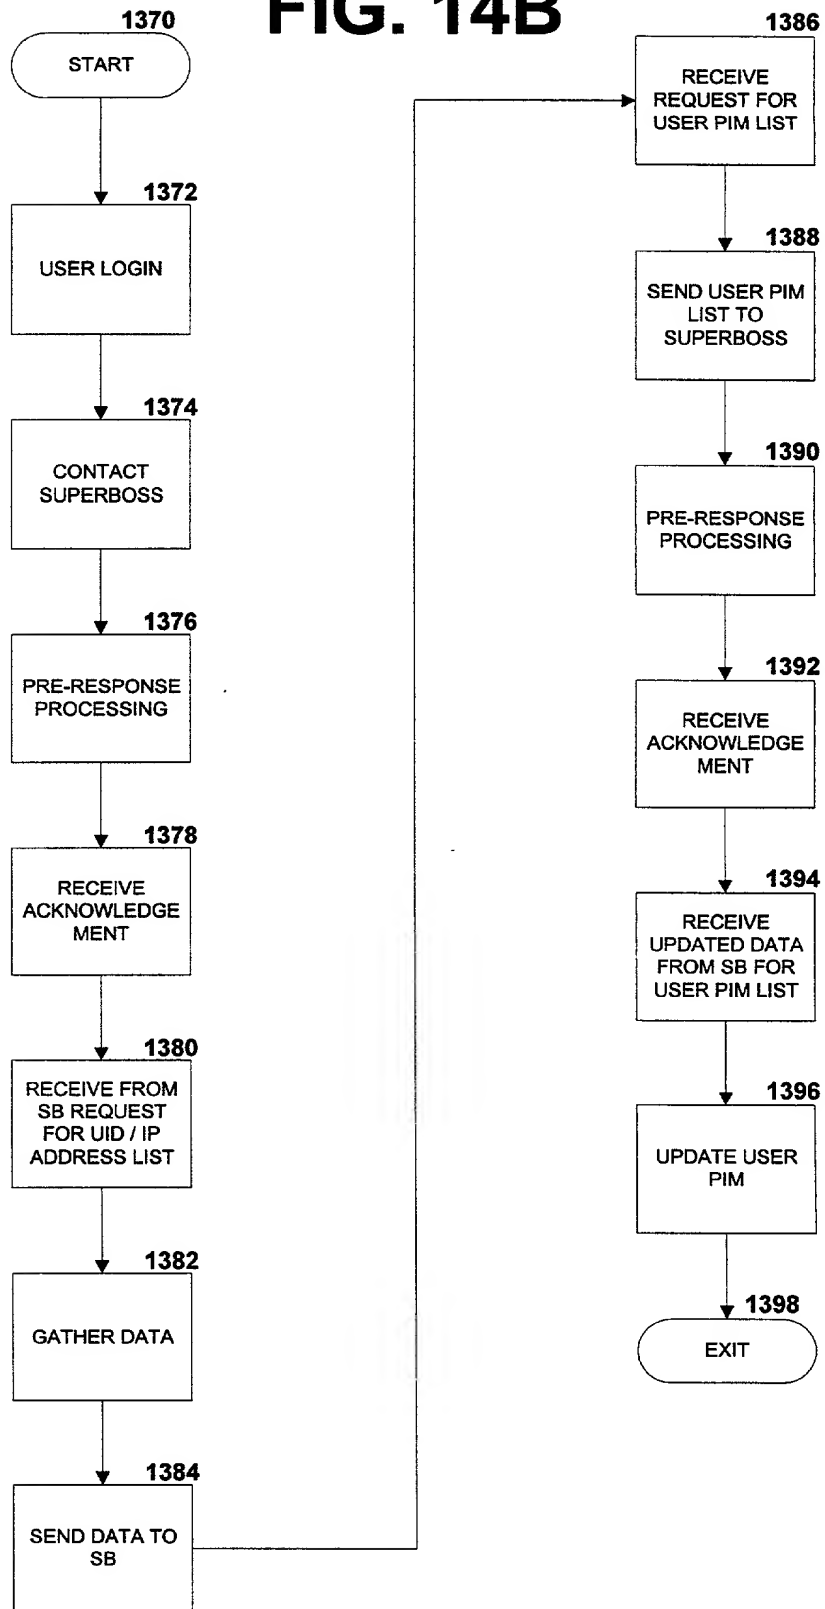 FIG. 14B
1370
START
1372
USER LOGIN
1374
CONTACT
SUPERBOSS
1376
PRE-RESPONSE
PROCESSING
1378
RECEIVE
ACKNOWLEDGE
MENT
1380
RECEIVE FROM
SB REQUEST
FOR UID / IP
ADDRESS LIST
1382
GATHER DATA
1384
SEND DATA TO
SB
1386
RECEIVE
REQUEST FOR
USER PIM LIST
1388
SEND USER PIM
LIST TO
SUPERBOSS
1390
PRE-RESPONSE
PROCESSING
1392
RECEIVE
ACKNOWLEDGE
MENT
1394
RECEIVE
UPDATED DATA
FROM SB FOR
USER PIM LIST
1396
UPDATE USER
PIM
1398
EXIT